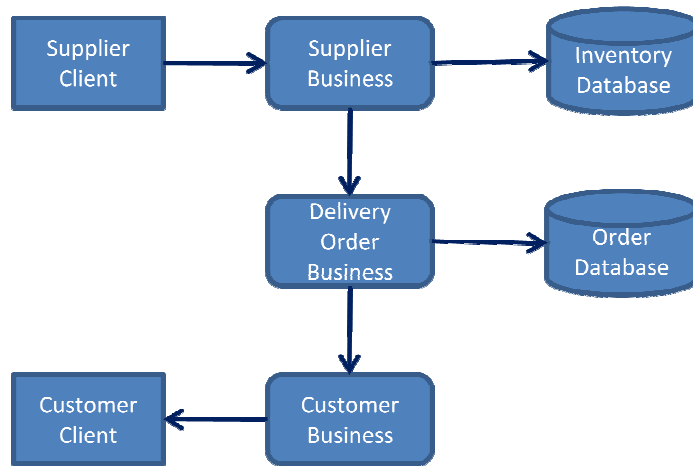 Supplier
Client
Supplier
Business
Inventory
Database
Delivery
Order
Business
Order
Database
Customer
Client
Customer
Business